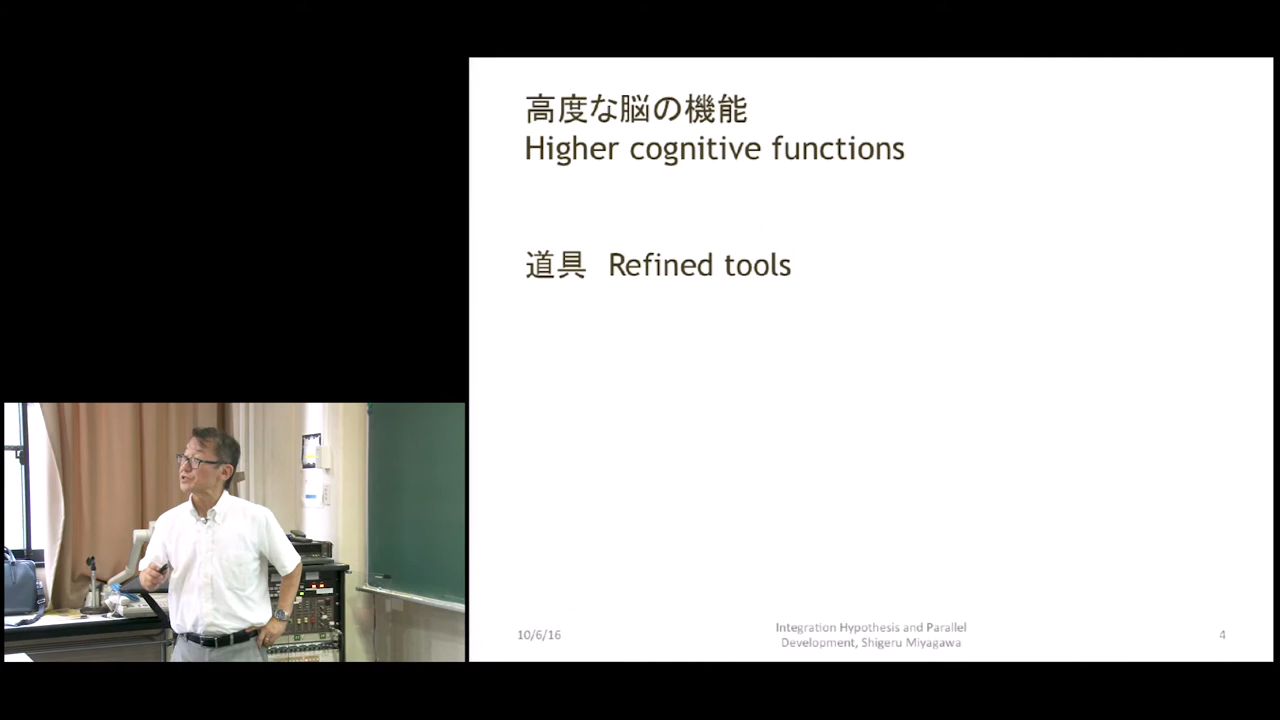 高度な脳の機能
Higher cognitive functions
道具 Refined tools
10/6/16
Integration Hypothesis and Parallel
Development, Shigeru Miyagawa
4